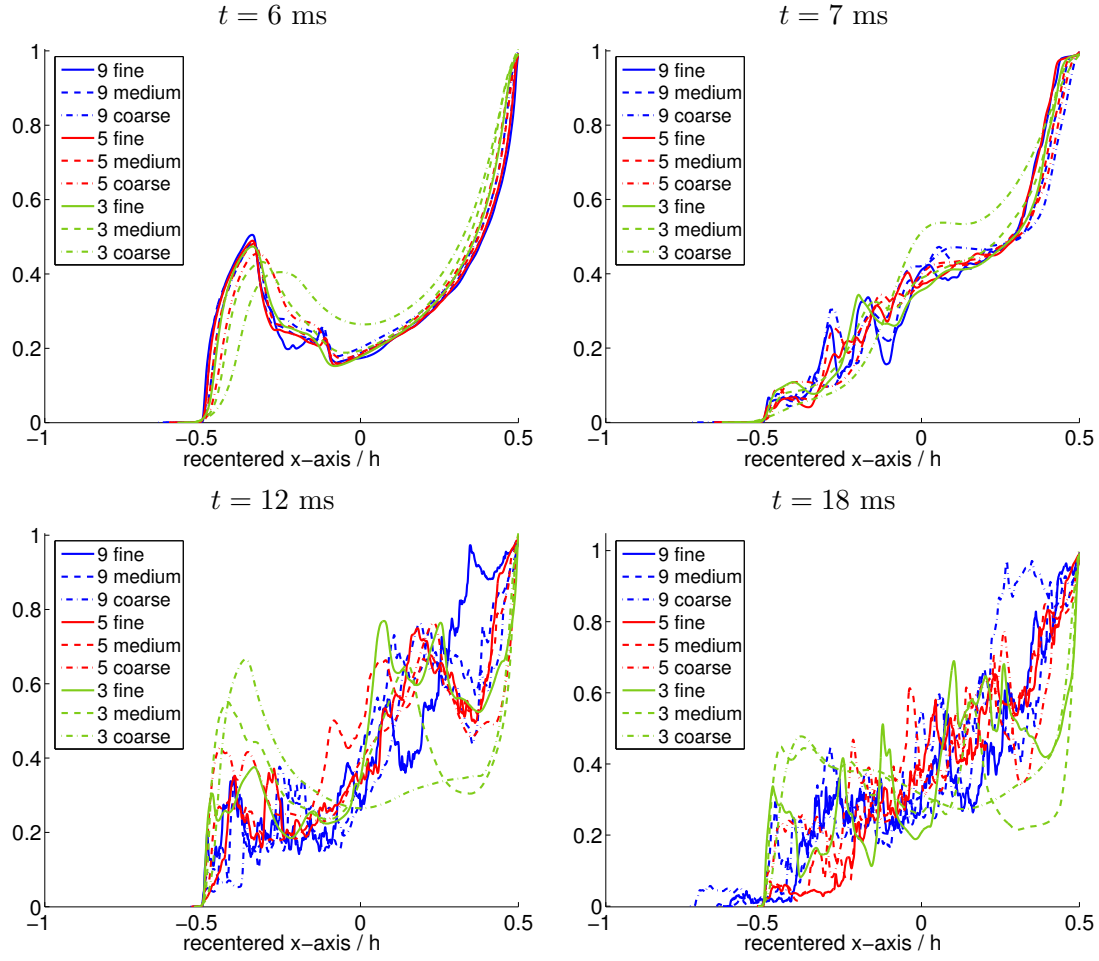 t = 6 ms
1
0.8
0.6
0.4
0.2
0
9 fine
9 medium
9 coarse
5 fine
5 medium
5 coarse
3 fine
3 medium
3 coarse
−1
−0.5
0
0.5
recentered x−axis / h
t = 7 ms
1
0.8
0.6
0.4
0.2
0
9 fine
9 medium
9 coarse
5 fine
5 medium
5 coarse
3 fine
3 medium
3 coarse
−1
−0.5
0
0.5
recentered x−axis / h
t = 12 ms
1
0.8
0.6
0.4
0.2
0
9 fine
9 medium
9 coarse
5 fine
5 medium
5 coarse
3 fine
3 medium
3 coarse
−1
−0.5
0
0.5
recentered x−axis / h
t = 18 ms
1
0.8
0.6
0.4
0.2
0
9 fine
9 medium
9 coarse
5 fine
5 medium
5 coarse
3 fine
3 medium
3 coarse
−1
−0.5
0
0.5
recentered x−axis / h